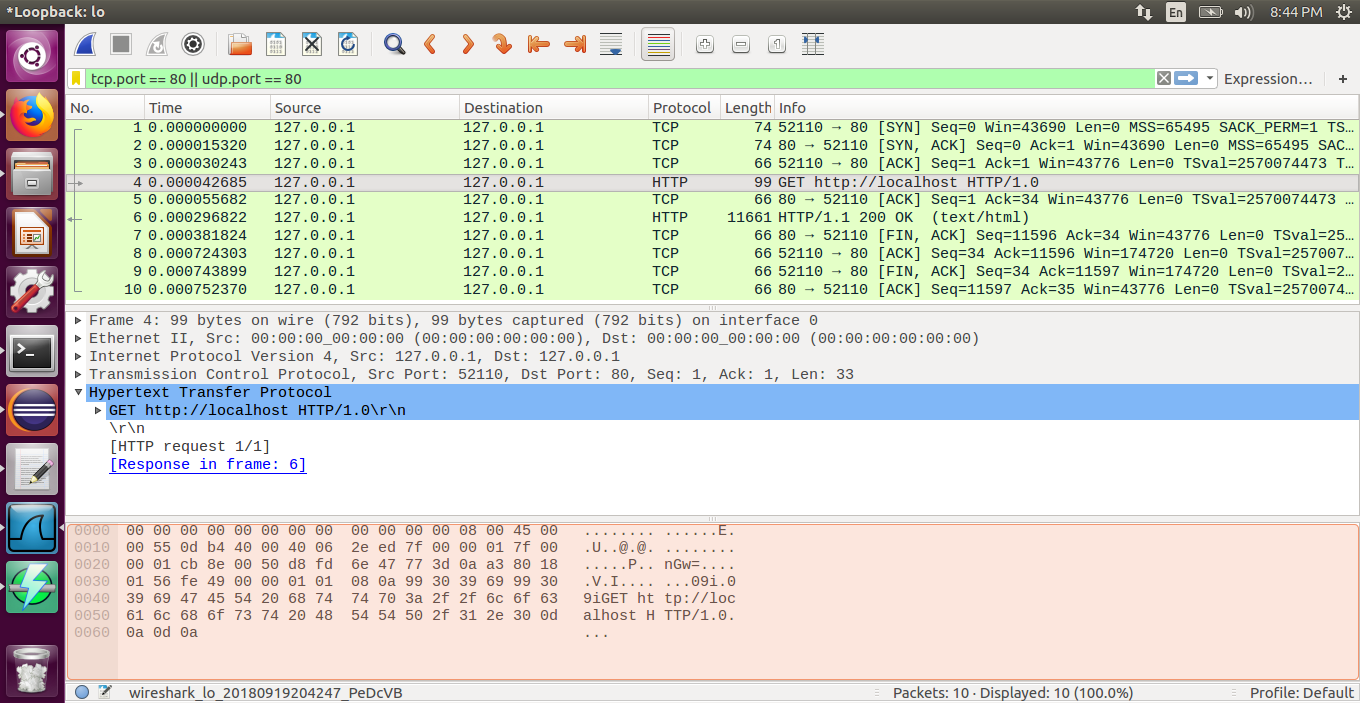 *Loopback: lo
En
8:44 PM
tcp.port == 80 || udp.port == 80
Expression…
+
No. Time Source Destination Protocol Length Info
1 0.000000000 127.0.0.1 127.0.0.1 TCP 74 52110 → 80 [SYN] Seq=0 Win=43690 Len=0 MSS=65495 SACK_PERM=1 TS…
2 0.000015320 127.0.0.1 127.0.0.1 TCP 74 80 → 52110 [SYN, ACK] Seq=0 Ack=1 Win=43690 Len=0 MSS=65495 SAC…
3 0.000030243 127.0.0.1 127.0.0.1 TCP 66 52110 → 80 [ACK] Seq=1 Ack=1 Win=43776 Len=0 TSval=2570074473 T…
4 0.000042685 127.0.0.1 127.0.0.1 HTTP 99 GET http://localhost HTTP/1.0
5 0.000055682 127.0.0.1 127.0.0.1 TCP 66 80 → 52110 [ACK] Seq=1 Ack=34 Win=43776 Len=0 TSval=2570074473 …
6 0.000296822 127.0.0.1 127.0.0.1 HTTP 11661 HTTP/1.1 200 OK (text/html)
7 0.000381824 127.0.0.1 127.0.0.1 TCP 66 80 → 52110 [FIN, ACK] Seq=11596 Ack=34 Win=43776 Len=0 TSval=25…
8 0.000724303 127.0.0.1 127.0.0.1 TCP 66 52110 → 80 [ACK] Seq=34 Ack=11596 Win=174720 Len=0 TSval=257007…
9 0.000743899 127.0.0.1 127.0.0.1 TCP 66 52110 → 80 [FIN, ACK] Seq=34 Ack=11597 Win=174720 Len=0 TSval=2…
10 0.000752370 127.0.0.1 127.0.0.1 TCP 66 80 → 52110 [ACK] Seq=11597 Ack=35 Win=43776 Len=0 TSval=2570074…
Frame 4: 99 bytes on wire (792 bits), 99 bytes captured (792 bits) on interface 0
Ethernet II, Src: 00:00:00_00:00:00 (00:00:00:00:00:00), Dst: 00:00:00_00:00:00 (00:00:00:00:00:00)
Internet Protocol Version 4, Src: 127.0.0.1, Dst: 127.0.0.1
Transmission Control Protocol, Src Port: 52110, Dst Port: 80, Seq: 1, Ack: 1, Len: 33
Hypertext Transfer Protocol
GET http://localhost HTTP/1.0\r\n
\r\n
[HTTP request 1/1]
[Response in frame: 6]
0000 00 00 00 00 00 00 00 00 00 00 00 00 08 00 45 00 ........ ......E.
0010 00 55 0d b4 40 00 40 06 2e ed 7f 00 00 01 7f 00 .U..@.@. ........
0020 00 01 cb 8e 00 50 d8 fd 6e 47 77 3d 0a a3 80 18 .....P.. nGw=....
0030 01 56 fe 49 00 00 01 01 08 0a 99 30 39 69 99 30 .V.I.... ...09i.0
0040 39 69 47 45 54 20 68 74 74 70 3a 2f 2f 6c 6f 63 9iGET ht tp://loc
0050 61 6c 68 6f 73 74 20 48 54 54 50 2f 31 2e 30 0d alhost H TTP/1.0.
0060 0a 0d 0a ...
wireshark_lo_20180919204247_PeDcVB
Packets: 10 · Displayed: 10 (100.0%)
Profile: Default